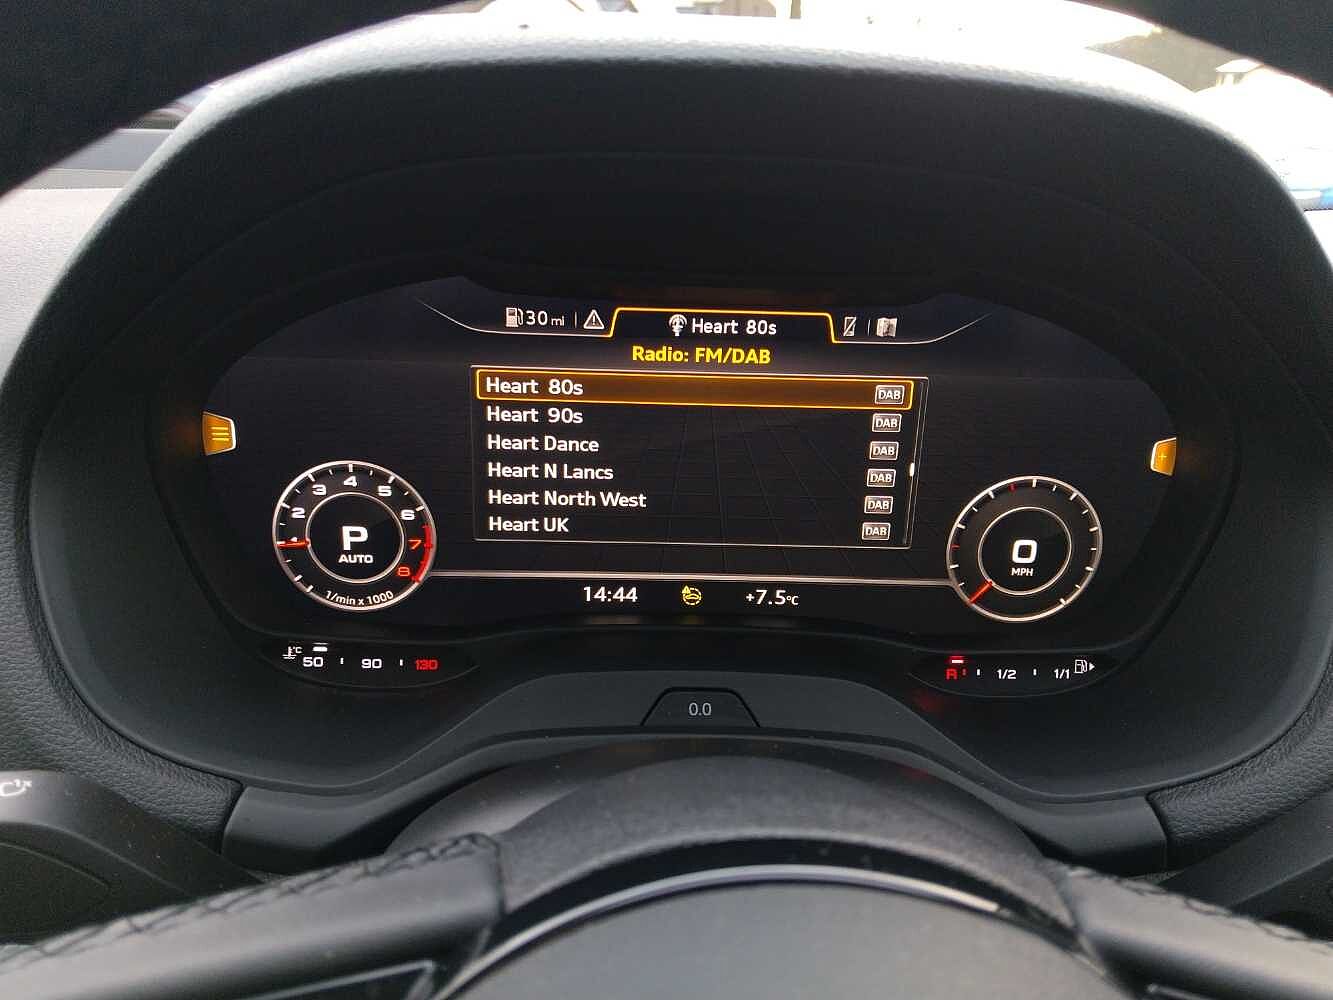 30 mi
Heart 80s
Radio: FM/DAB
Heart 80s DAB
Heart 90s DAB
Heart Dance DAB
Heart N Lancs DAB
Heart North West DAB
Heart UK DAB
1 2 3 4 5 6 7 8
P
AUTO
1/min x 1000
0
MPH
14:44
+7.5°C
°C
50 90 130
R 1/2 1/1
0.0
1x